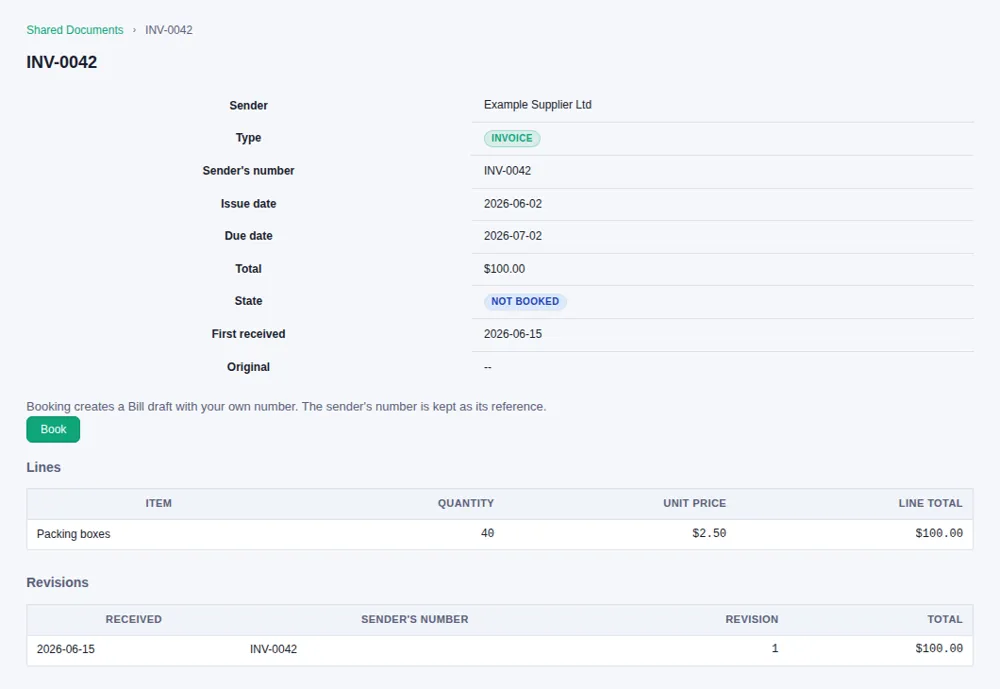 Shared Documents › INV-0042
INV-0042
Sender Example Supplier Ltd
Type INVOICE
Sender's number INV-0042
Issue date 2026-06-02
Due date 2026-07-02
Total $100.00
State NOT BOOKED
First received 2026-06-15
Original --
Booking creates a Bill draft with your own number. The sender's number is kept as its reference.
Book
Lines
ITEM QUANTITY UNIT PRICE LINE TOTAL
Packing boxes 40 $2.50 $100.00
Revisions
RECEIVED SENDER'S NUMBER REVISION TOTAL
2026-06-15 INV-0042 1 $100.00